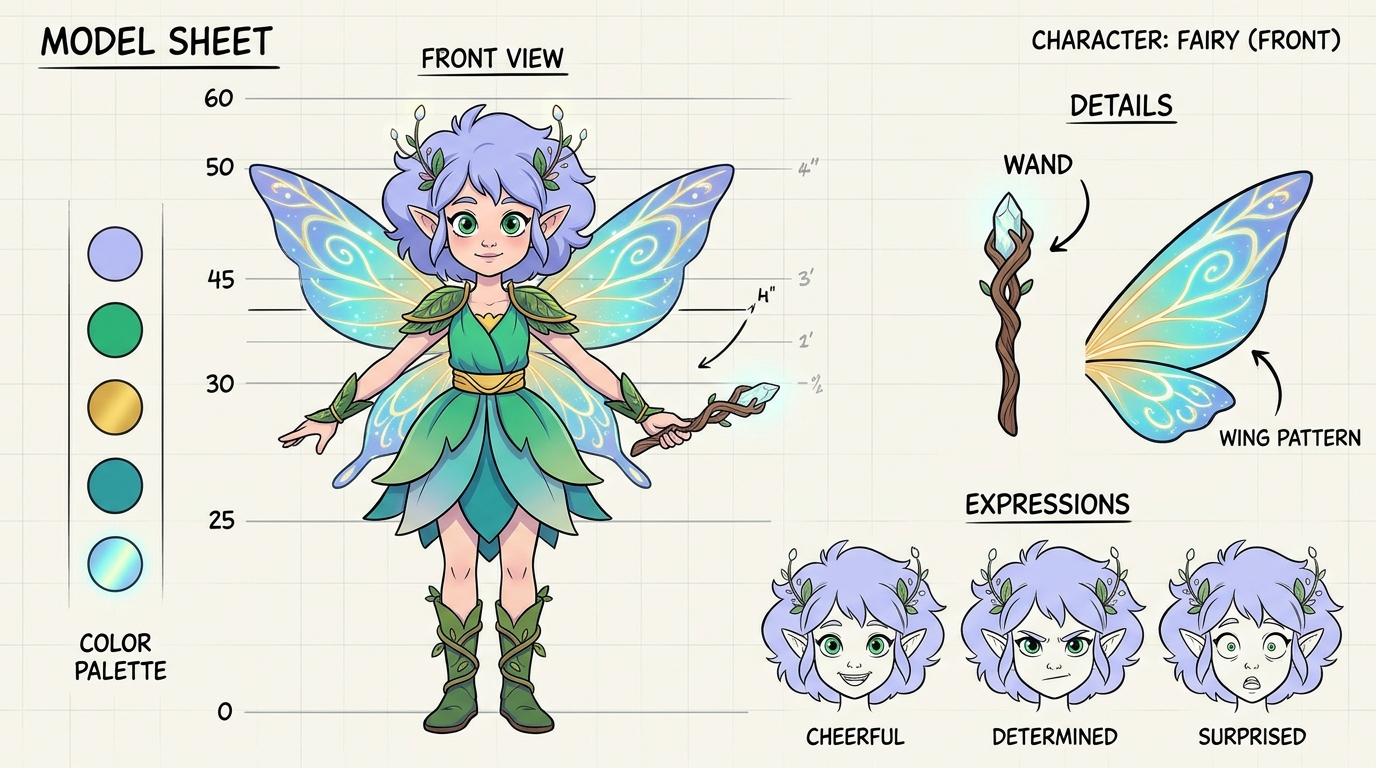 MODEL SHEET
CHARACTER: FAIRY (FRONT)
FRONT VIEW
60
50
45
30
25
0
4"
3'
H"
COLOR
PALETTE
DETAILS
WAND
WING PATTERN
EXPRESSIONS
CHEERFUL
DETERMINED
SURPRISED